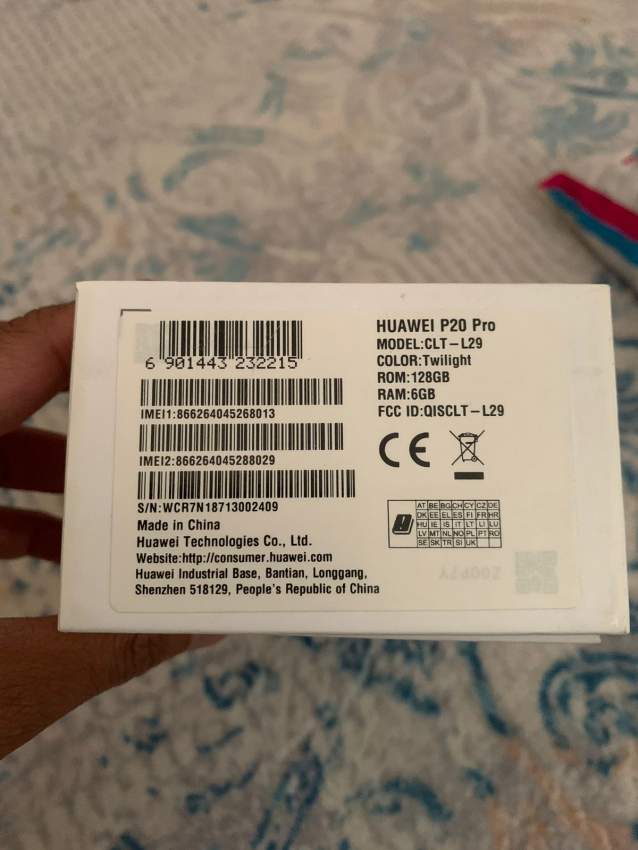 6 901443 232215
IMEI1:866264045268013
IMEI2:866264045288029
S/N:WCR7N18713002409
Made in China
Huawei Technologies Co., Ltd.
Website:http://consumer.huawei.com
Huawei Industrial Base, Bantian, Longgang,
Shenzhen 518129, People's Republic of China
HUAWEI P20 Pro
MODEL:CLT-L29
COLOR:Twilight
ROM:128GB
RAM:6GB
FCC ID:QISCLT-L29
CE
AT BE BG CH CY CZ DE
DK EE EL ES FI FR HR
HU IE IS IT LT LI LU
LV MT NL NO PL PT RO
SE SK TR SI UK